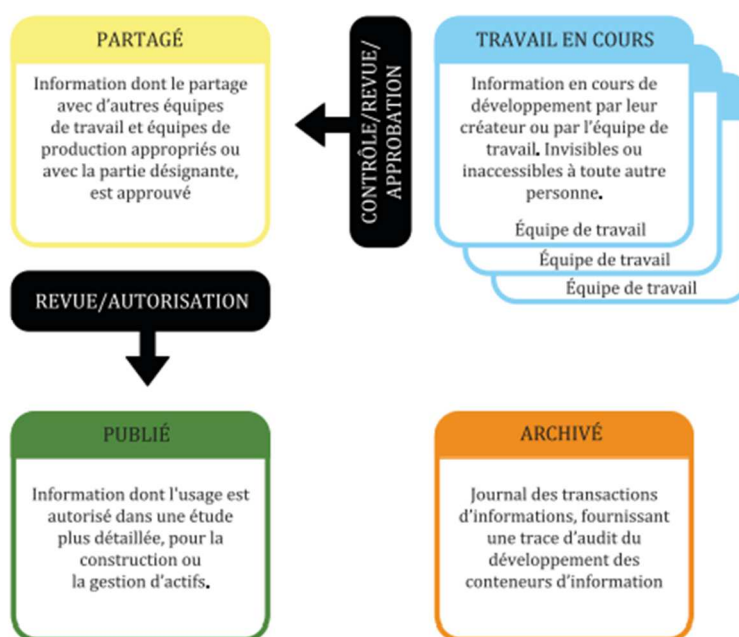 PARTAGÉ
Information dont le partage
avec d'autres équipes
de travail et équipes de
production appropriés ou
avec la partie désignante,
est approuvé
CONTRÔLE/REVUE/
APPROBATION
TRAVAIL EN COURS
Information en cours de
développement par leur
créateur ou par l'équipe de
travail. Invisibles ou
inaccessibles à toute autre
personne.
Équipe de travail
Équipe de travail
Équipe de travail
REVUE/AUTORISATION
PUBLIÉ
Information dont l'usage est
autorisé dans une étude
plus détaillée, pour la
construction ou
la gestion d'actifs.
ARCHIVÉ
Journal des transactions
d'informations, fournissant
une trace d'audit du
développement des
conteneurs d'information